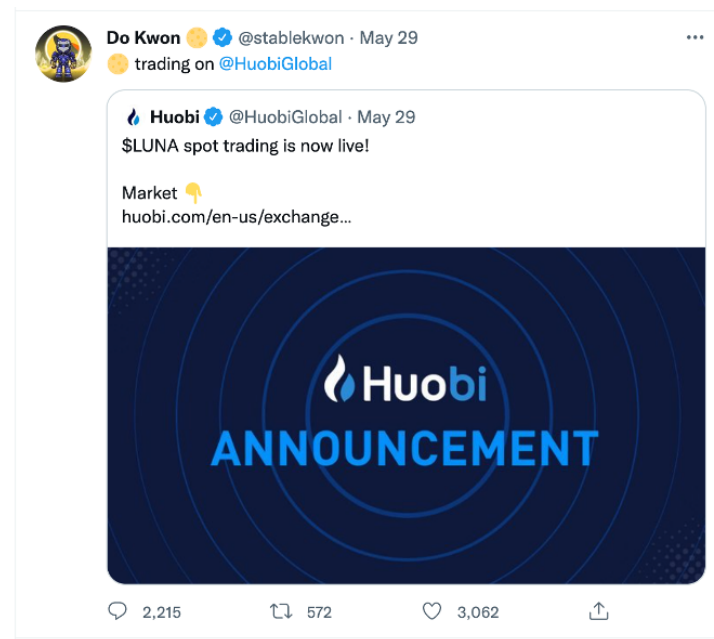 Do Kwon 🌕 @stablekwon · May 29
🌕 trading on @HuobiGlobal
Huobi @HuobiGlobal · May 29
$LUNA spot trading is now live!
Market 👇
huobi.com/en-us/exchange...
Huobi
ANNOUNCEMENT
2,215 572 3,062